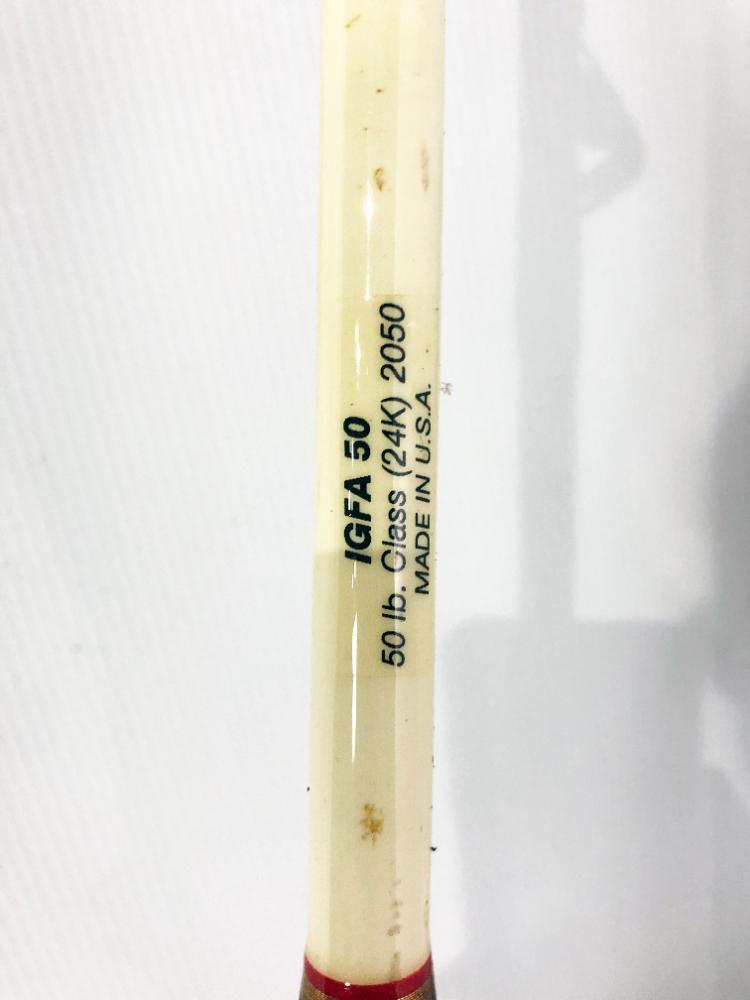 IGFA 50
50 lb. Class (24K) 2050
MADE IN U.S.A.